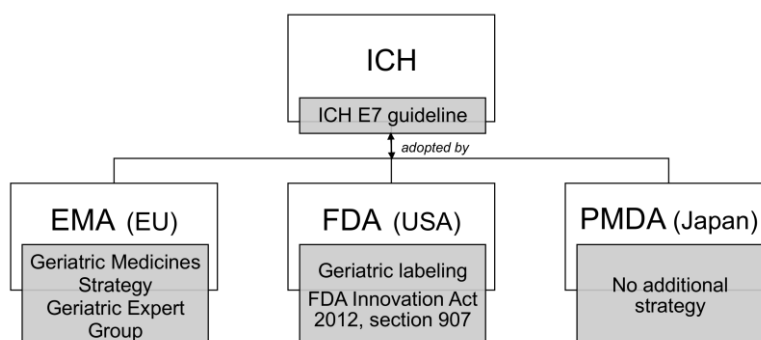 ICH
ICH E7 guideline
adopted by
EMA (EU)
Geriatric Medicines
Strategy
Geriatric Expert
Group
FDA (USA)
Geriatric labeling
FDA Innovation Act
2012, section 907
PMDA (Japan)
No additional
strategy